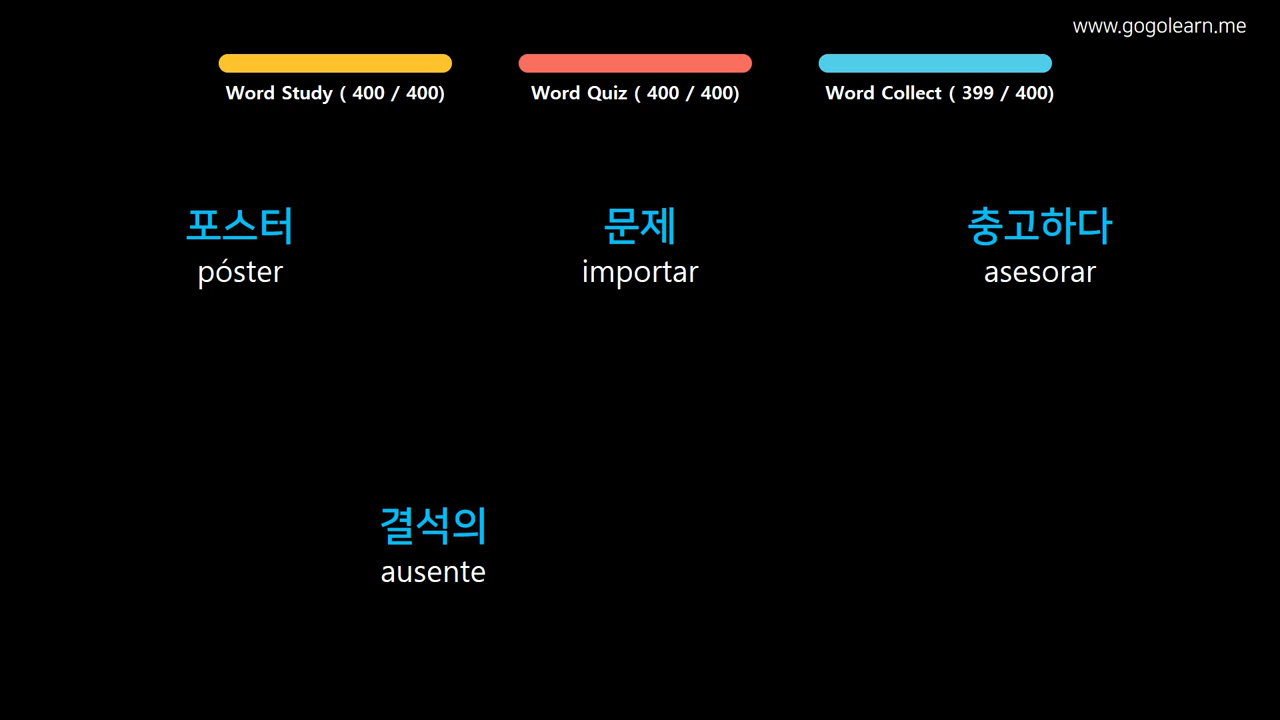 www.gogolearn.me
Word Study ( 400 / 400)
Word Quiz ( 400 / 400)
Word Collect ( 399 / 400)
포스터
póster
문제
importar
충고하다
asesorar
결석의
ausente